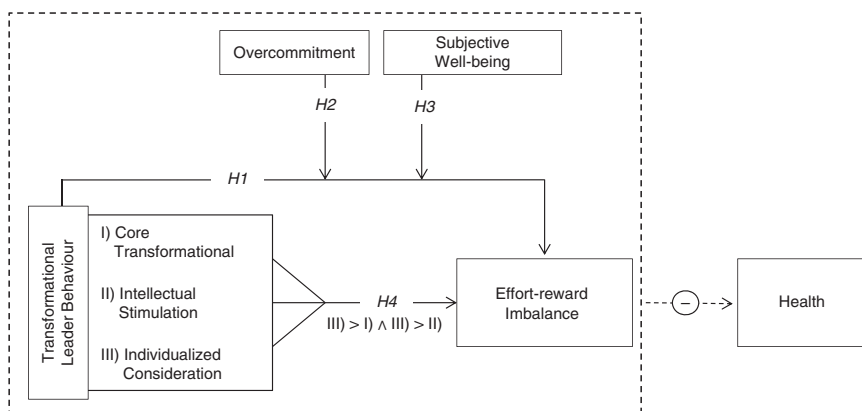 Overcommitment
Subjective
Well-being
H2
H3
H1
Transformational
Leader Behaviour
I) Core
Transformational
II) Intellectual
Stimulation
III) Individualized
Consideration
H4
III) > I) ∧ III) > II)
Effort-reward
Imbalance
−
Health